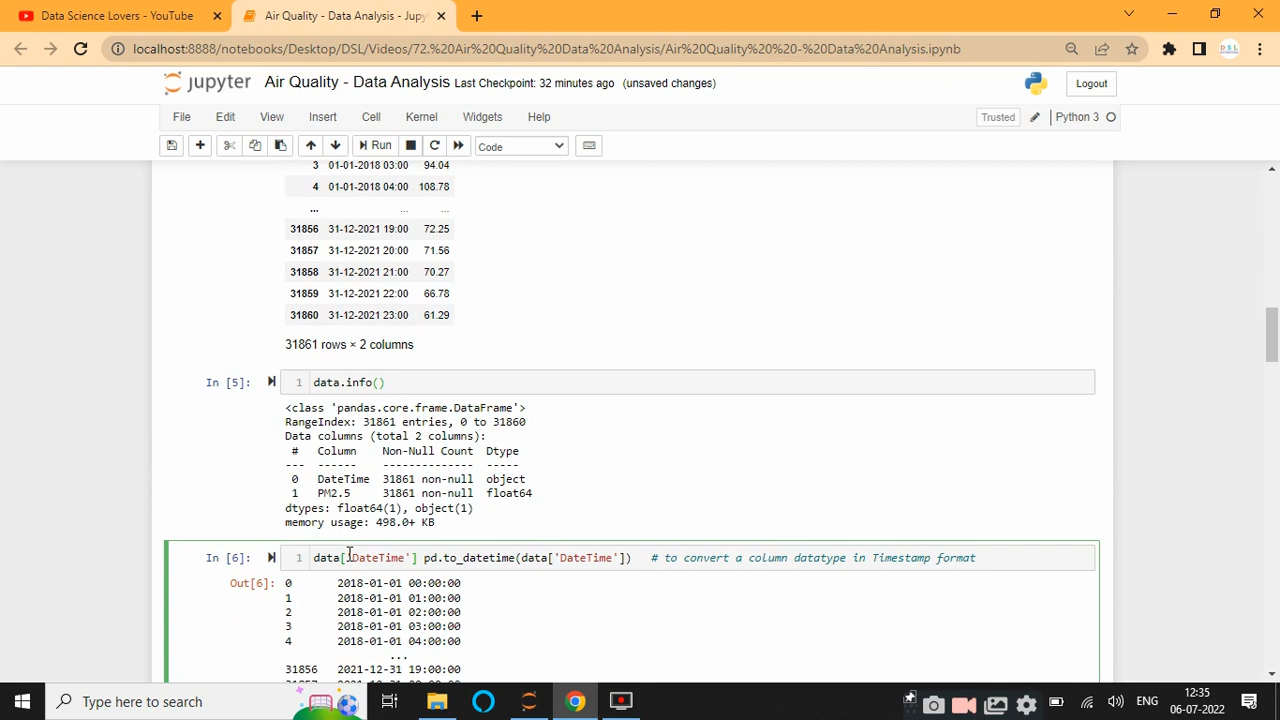 Data Science Lovers - YouTube
Air Quality - Data Analysis - Jupy
localhost:8888/notebooks/Desktop/DSL/Videos/72.%20Air%20Quality%20Data%20Analysis/Air%20Quality%20%20-%20Data%20Analysis.ipynb
jupyter Air Quality - Data Analysis Last Checkpoint: 32 minutes ago (unsaved changes)
Logout
File Edit View Insert Cell Kernel Widgets Help
Trusted
Python 3
Run
Code
3 01-01-2018 03:00 94.04
4 01-01-2018 04:00 108.78
... ... ...
31856 31-12-2021 19:00 72.25
31857 31-12-2021 20:00 71.56
31858 31-12-2021 21:00 70.27
31859 31-12-2021 22:00 66.78
31860 31-12-2021 23:00 61.29
31861 rows × 2 columns
In [5]: 1 data.info()
<class 'pandas.core.frame.DataFrame'>
RangeIndex: 31861 entries, 0 to 31860
Data columns (total 2 columns):
# Column Non-Null Count Dtype
--- ------ -------------- -----
0 DateTime 31861 non-null object
1 PM2.5 31861 non-null float64
dtypes: float64(1), object(1)
memory usage: 498.0+ KB
In [6]: 1 data['DateTime'] pd.to_datetime(data['DateTime']) # to convert a column datatype in Timestamp format
Out[6]: 0 2018-01-01 00:00:00
1 2018-01-01 01:00:00
2 2018-01-01 02:00:00
3 2018-01-01 03:00:00
4 2018-01-01 04:00:00
...
31856 2021-12-31 19:00:00
Type here to search
ENG
12:35
06-07-2022